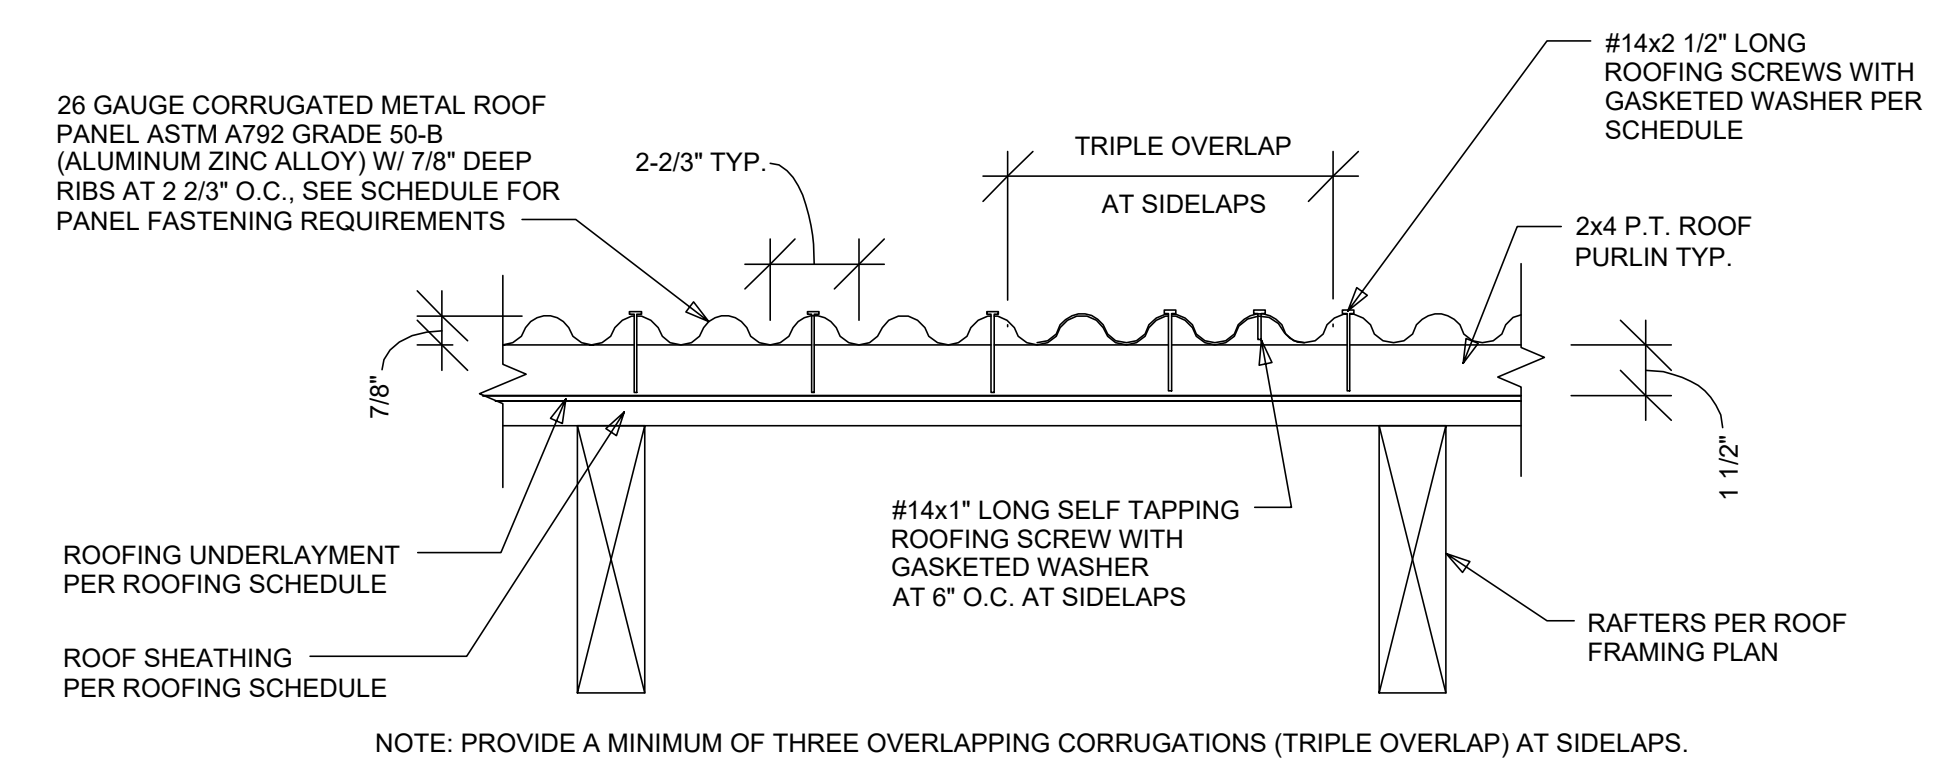 26 GAUGE CORRUGATED METAL ROOF
PANEL ASTM A792 GRADE 50-B
(ALUMINUM ZINC ALLOY) W/ 7/8" DEEP
RIBS AT 2 2/3" O.C., SEE SCHEDULE FOR
PANEL FASTENING REQUIREMENTS
2-2/3" TYP.
TRIPLE OVERLAP
AT SIDELAPS
#14x2 1/2" LONG
ROOFING SCREWS WITH
GASKETED WASHER PER
SCHEDULE
2x4 P.T. ROOF
PURLIN TYP.
7/8"
1 1/2"
ROOFING UNDERLAYMENT
PER ROOFING SCHEDULE
ROOF SHEATHING
PER ROOFING SCHEDULE
#14x1" LONG SELF TAPPING
ROOFING SCREW WITH
GASKETED WASHER
AT 6" O.C. AT SIDELAPS
RAFTERS PER ROOF
FRAMING PLAN
NOTE: PROVIDE A MINIMUM OF THREE OVERLAPPING CORRUGATIONS (TRIPLE OVERLAP) AT SIDELAPS.